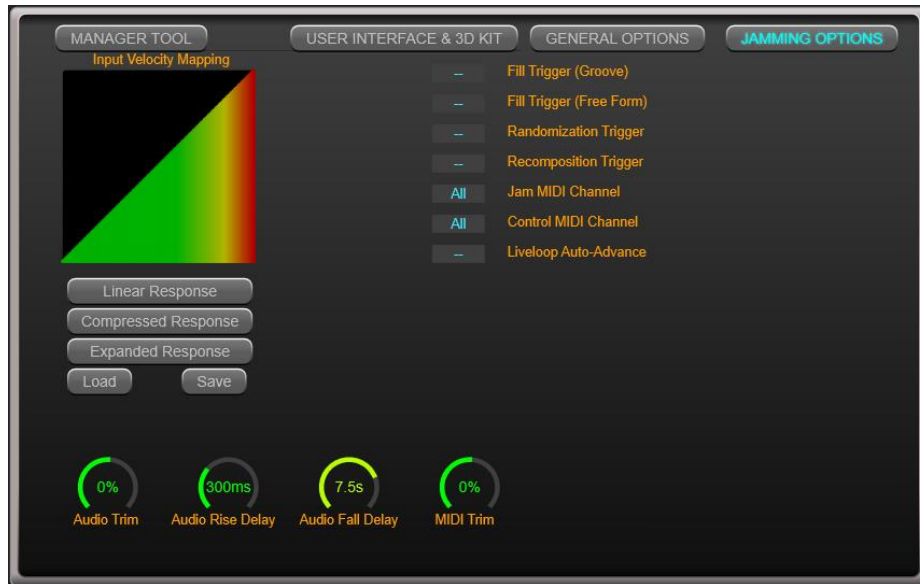 MANAGER TOOL
USER INTERFACE & 3D KIT
GENERAL OPTIONS
JAMMING OPTIONS
Input Velocity Mapping
-- Fill Trigger (Groove)
-- Fill Trigger (Free Form)
-- Randomization Trigger
-- Recomposition Trigger
All Jam MIDI Channel
All Control MIDI Channel
-- Liveloop Auto-Advance
Linear Response
Compressed Response
Expanded Response
Load
Save
0%
Audio Trim
300ms
Audio Rise Delay
7.5s
Audio Fall Delay
0%
MIDI Trim